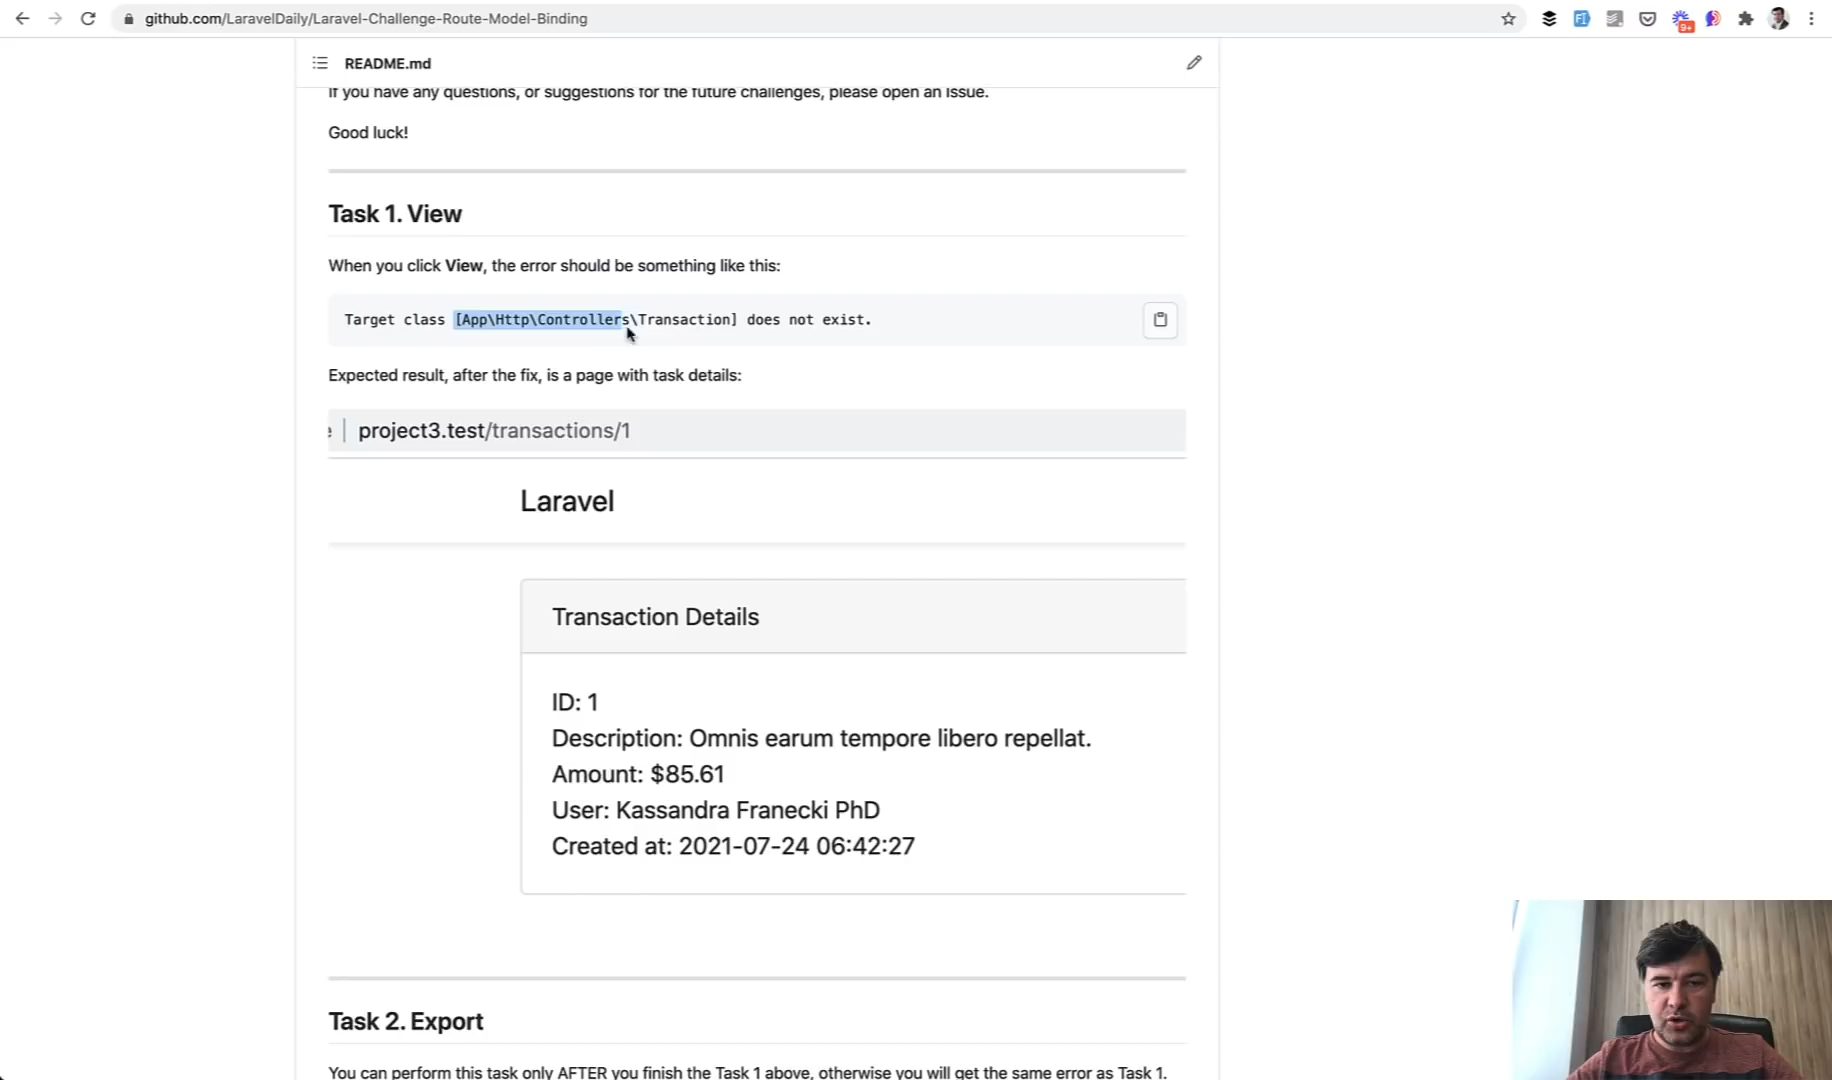 github.com/LaravelDaily/Laravel-Challenge-Route-Model-Binding
9+
README.md
If you have any questions, or suggestions for the future challenges, please open an issue.
Good luck!
Task 1. View
When you click View, the error should be something like this:
Target class [App\Http\Controllers\Transaction] does not exist.
Expected result, after the fix, is a page with task details:
project3.test/transactions/1
Laravel
Transaction Details
ID: 1
Description: Omnis earum tempore libero repellat.
Amount: $85.61
User: Kassandra Franecki PhD
Created at: 2021-07-24 06:42:27
Task 2. Export
You can perform this task only AFTER you finish the Task 1 above, otherwise you will get the same error as Task 1.